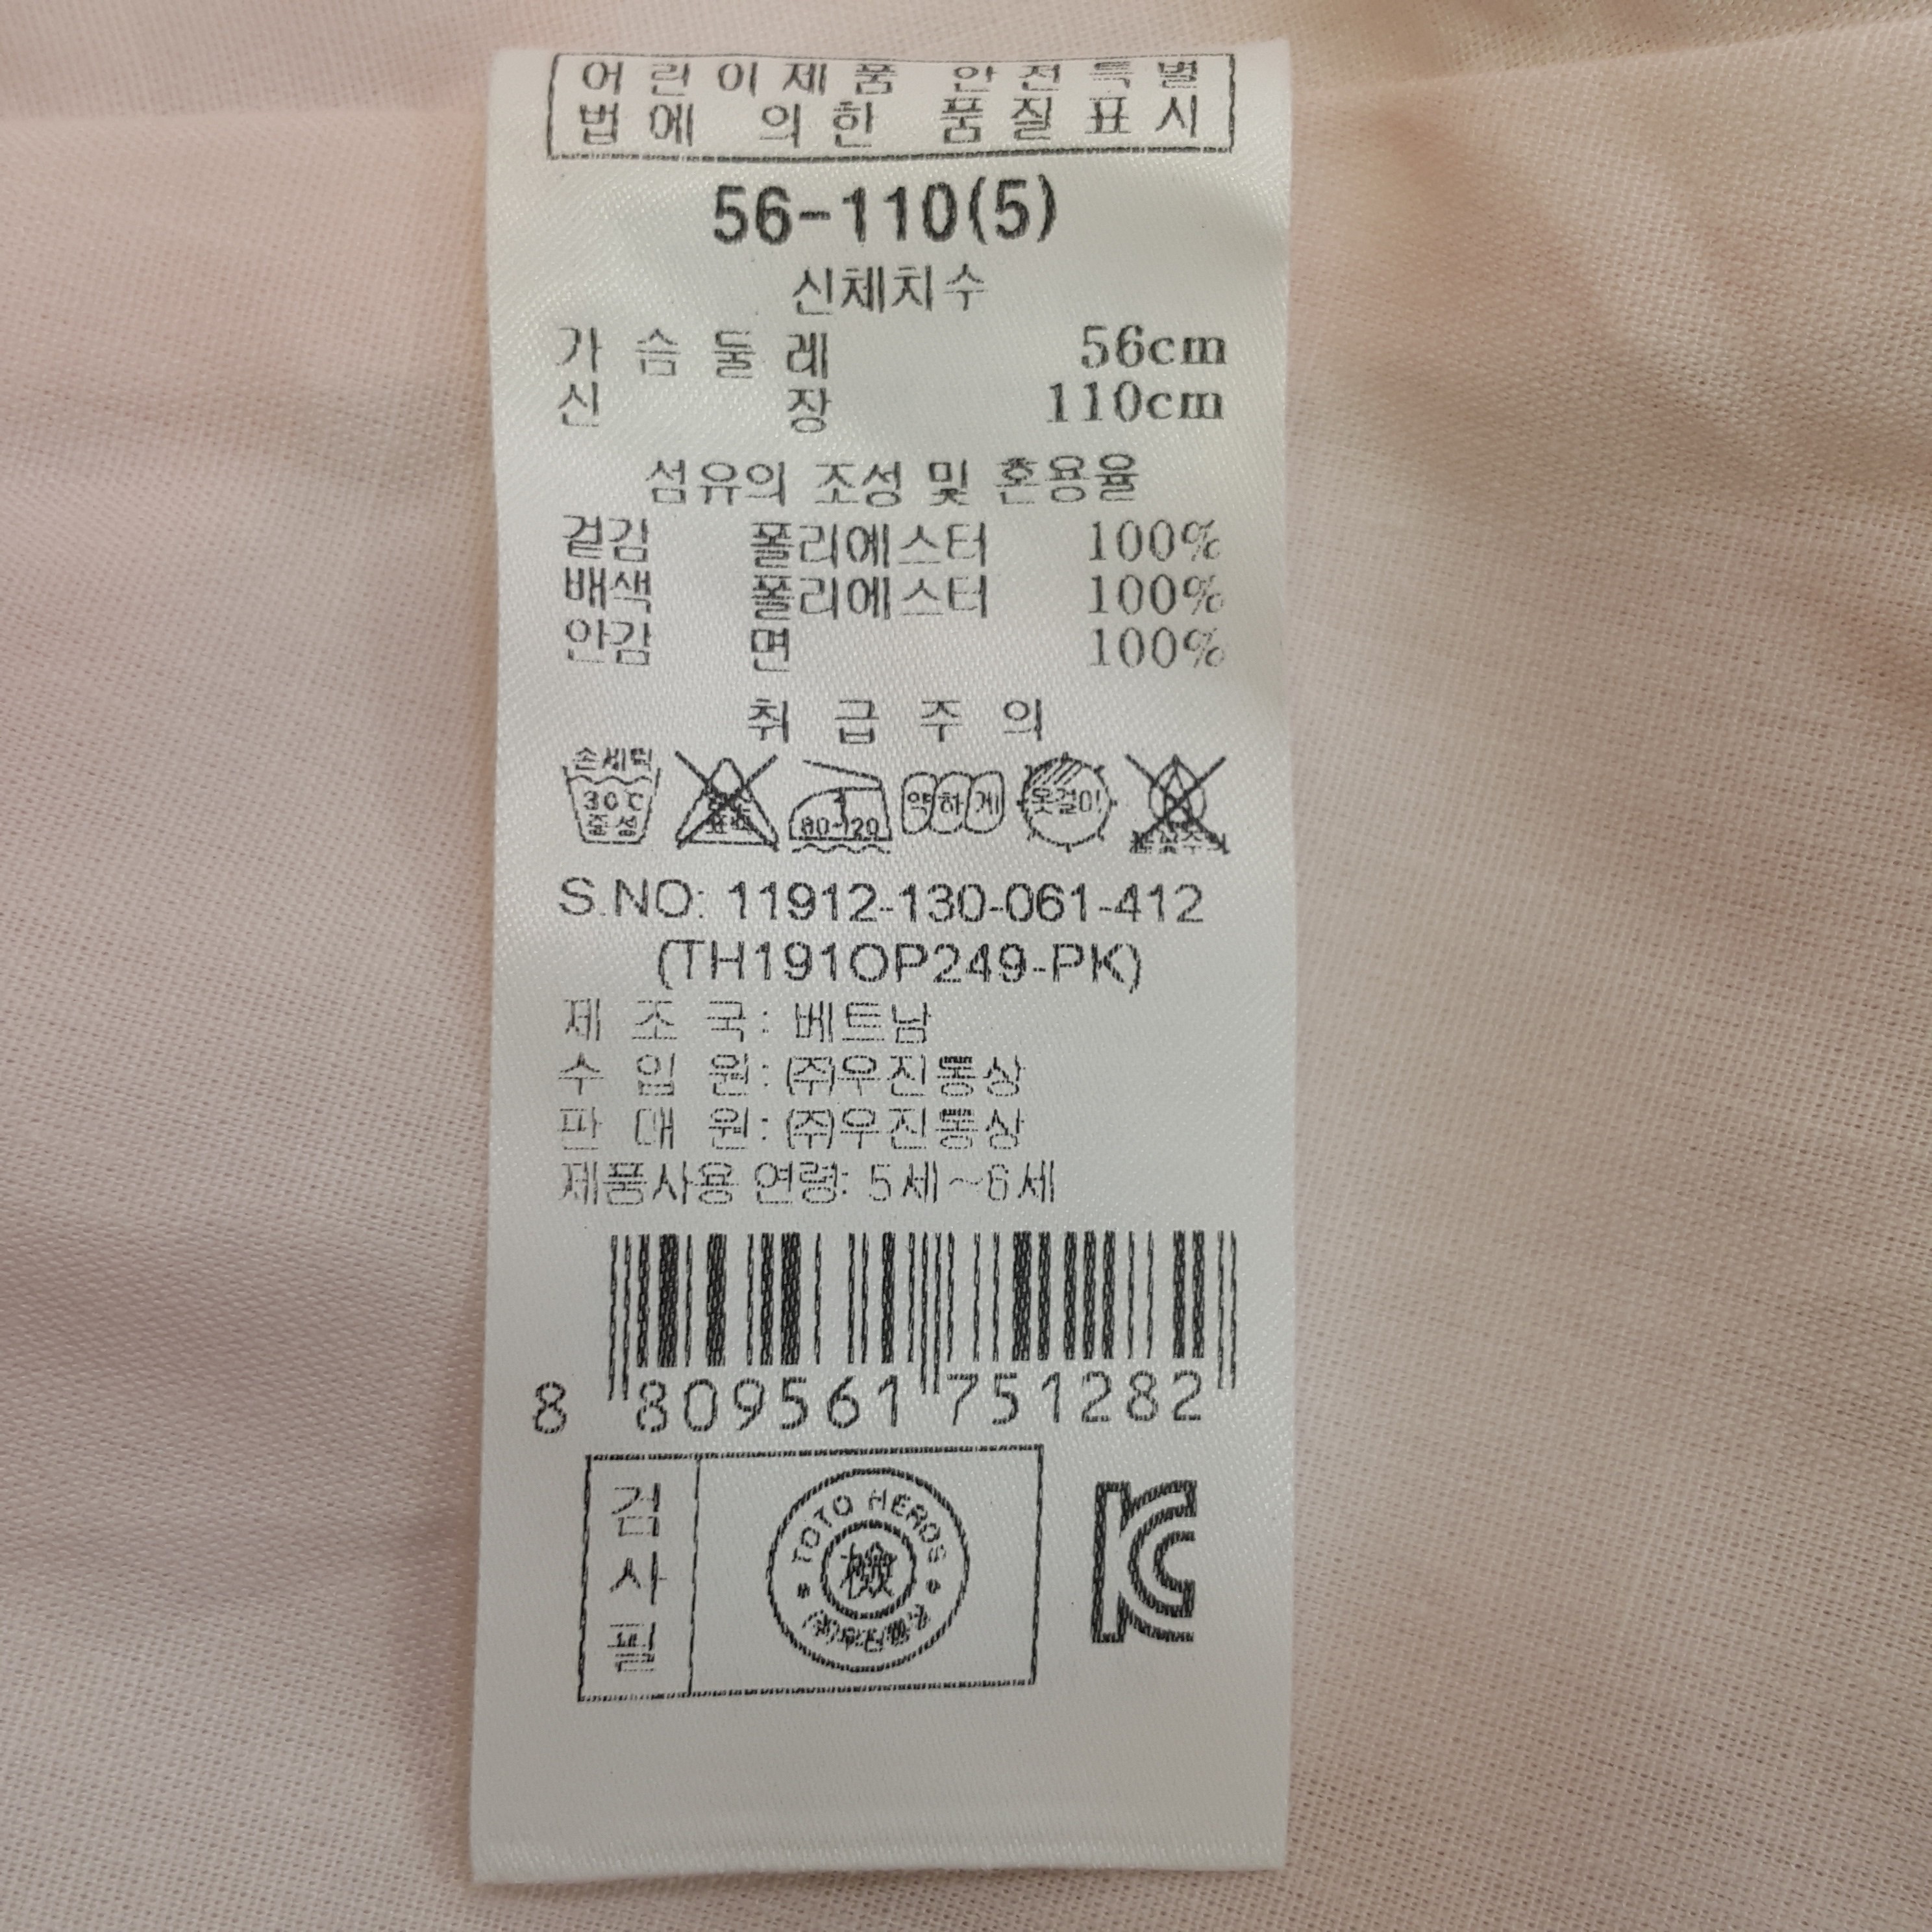 어린이제품 안전특별
법에 의한 품질표시
56-110(5)
신체치수
가슴둘레 56cm
신장 110cm
섬유의 조성 및 혼용율
겉감 폴리에스터 100%
배색 폴리에스터 100%
안감 면 100%
취급주의
손세탁
30℃
중성
80-120
약하게
옷걸이
S.NO: 11912-130-061-412
(TH191OP249-PK)
제조국: 베트남
수입원: (주)우진통상
판매원: (주)우진통상
제품사용 연령: 5세~6세
8 809561 751282
검사필
TOTO HEROS
檢
KC